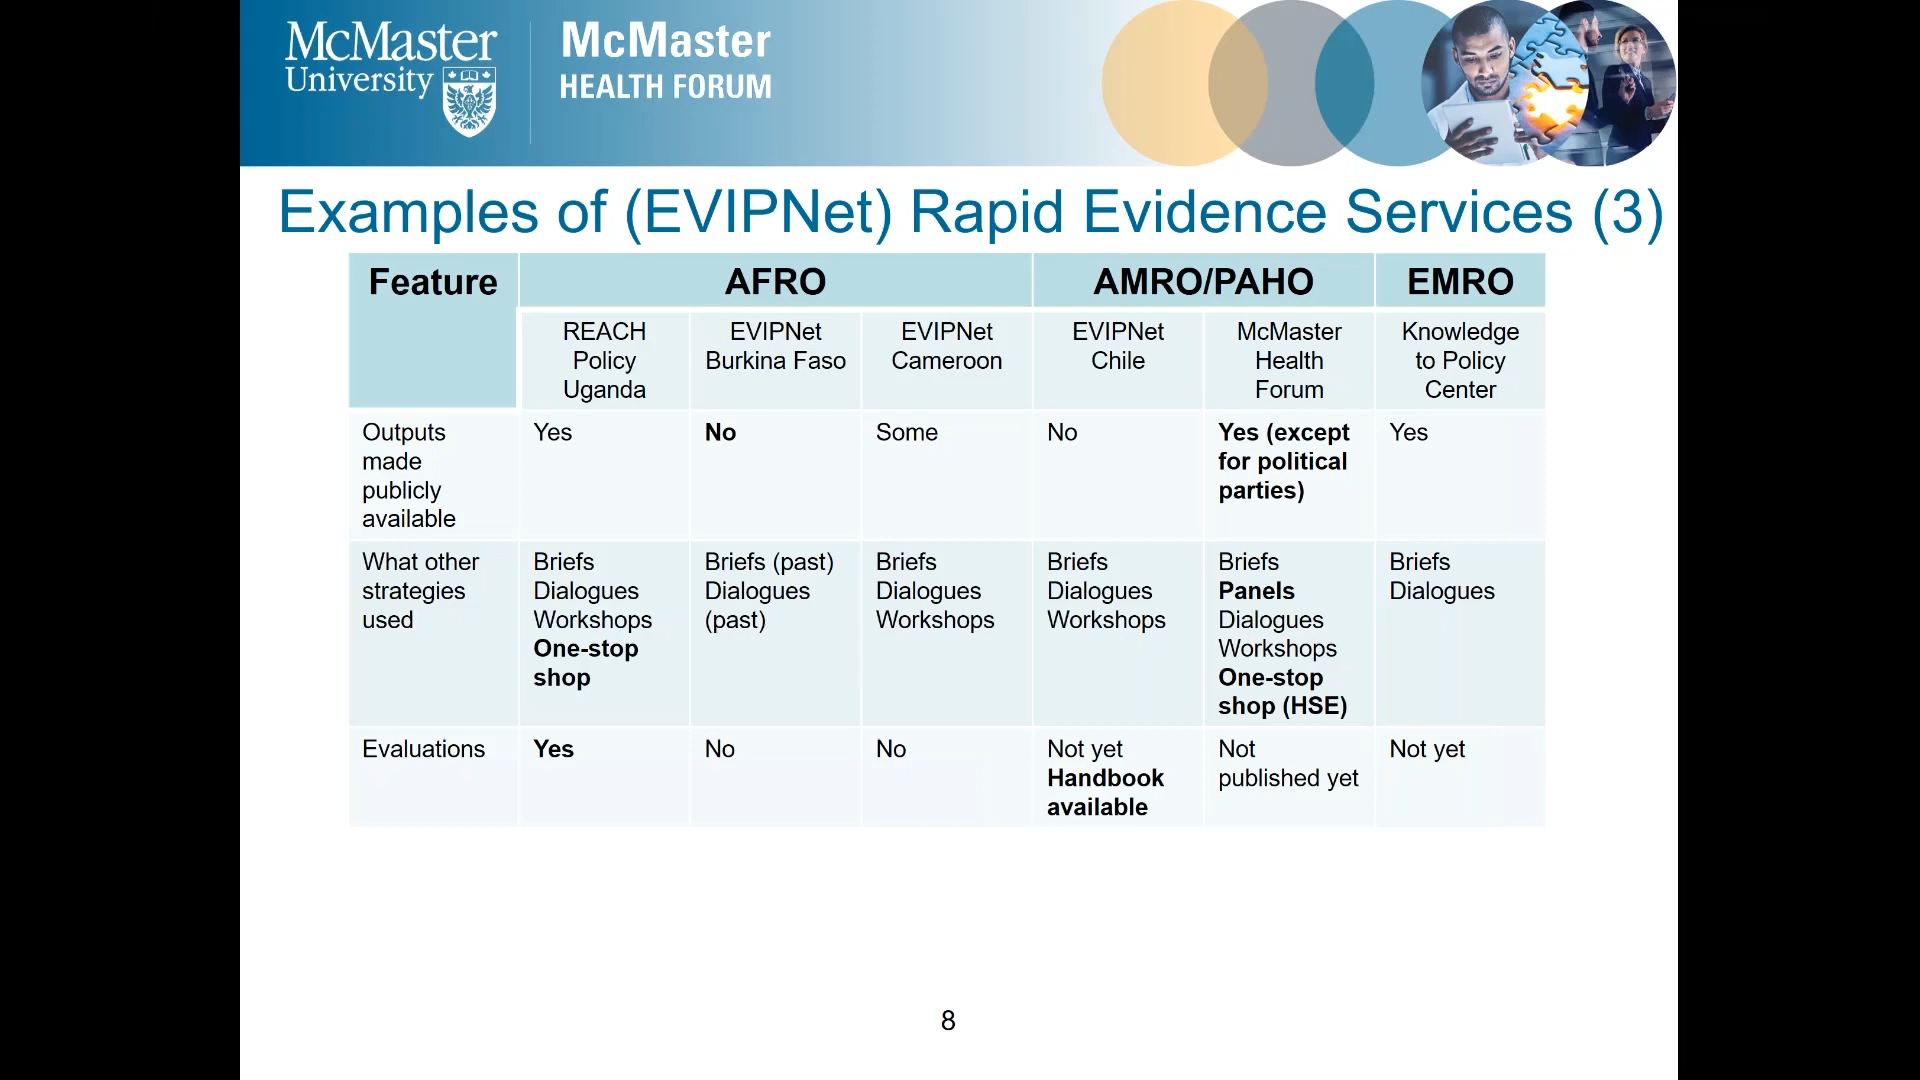 McMaster
University
McMaster
HEALTH FORUM
Examples of (EVIPNet) Rapid Evidence Services (3)
Feature
AFRO
AMRO/PAHO
EMRO
REACH
Policy
Uganda
EVIPNet
Burkina Faso
EVIPNet
Cameroon
EVIPNet
Chile
McMaster
Health
Forum
Knowledge
to Policy
Center
Outputs
made
publicly
available
Yes
No
Some
No
Yes (except
for political
parties)
Yes
What other
strategies
used
Briefs
Dialogues
Workshops
One-stop
shop
Briefs (past)
Dialogues
(past)
Briefs
Dialogues
Workshops
Briefs
Dialogues
Workshops
Briefs
Panels
Dialogues
Workshops
One-stop
shop (HSE)
Briefs
Dialogues
Evaluations
Yes
No
No
Not yet
Handbook
available
Not
published yet
Not yet
8